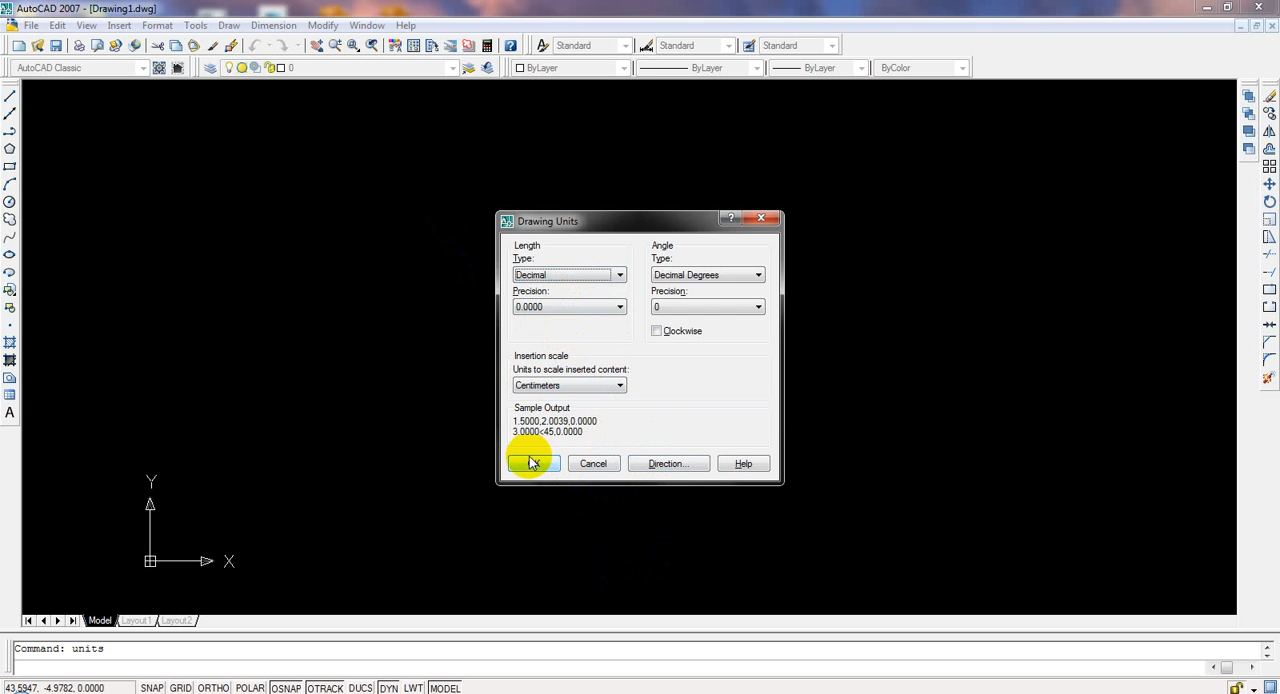 AutoCAD 2007 - [Drawing1.dwg]
File Edit View Insert Format Tools Draw Dimension Modify Window Help
Standard Standard Standard
AutoCAD Classic 0 ByLayer ByLayer ByLayer ByColor
Drawing Units
Length Angle
Type: Type:
Decimal Decimal Degrees
Precision: Precision:
0.0000 0
Clockwise
Insertion scale
Units to scale inserted content:
Centimeters
Sample Output
1.5000,2.0039,0.0000
3.0000<45,0.0000
Cancel Direction... Help
Y
X
Model Layout1 Layout2
Command: units
43.5947, -4.9782, 0.0000 SNAP GRID ORTHO POLAR OSNAP OTRACK DUCS DYN LWT MODEL
A